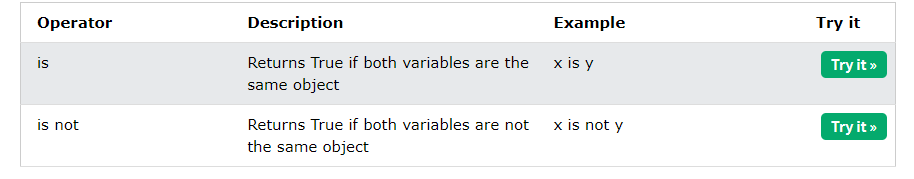 Operator Description Example Try it
is Returns True if both variables are the x is y Try it »
same object
is not Returns True if both variables are not x is not y Try it »
the same object